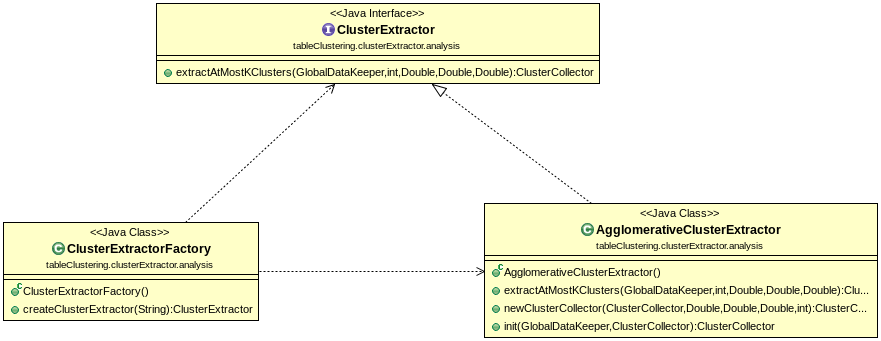 <<Java Interface>>
ClusterExtractor
tableClustering.clusterExtractor.analysis
extractAtMostKClusters(GlobalDataKeeper,int,Double,Double,Double):ClusterCollector
<<Java Class>>
ClusterExtractorFactory
tableClustering.clusterExtractor.analysis
ClusterExtractorFactory()
createClusterExtractor(String):ClusterExtractor
<<Java Class>>
AgglomerativeClusterExtractor
tableClustering.clusterExtractor.analysis
AgglomerativeClusterExtractor()
extractAtMostKClusters(GlobalDataKeeper,int,Double,Double,Double):Clu...
newClusterCollector(ClusterCollector,Double,Double,Double,int):ClusterC...
init(GlobalDataKeeper,ClusterCollector):ClusterCollector